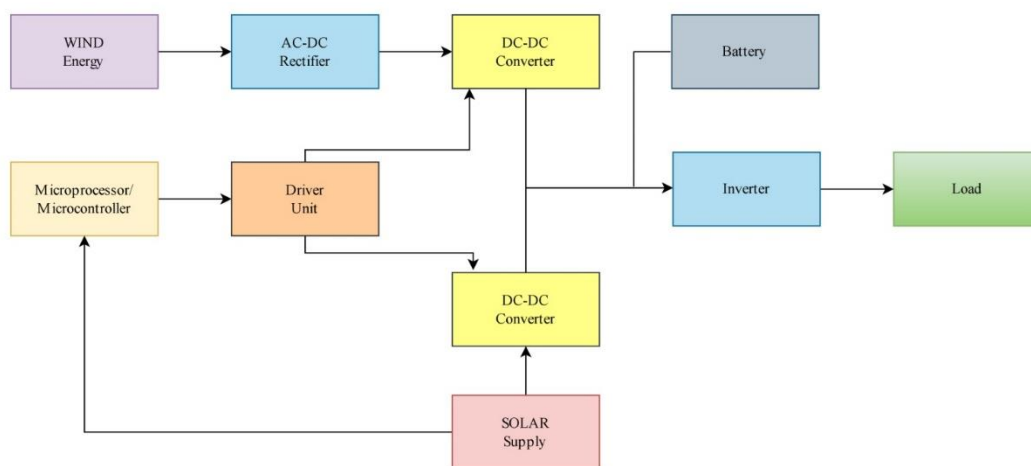 WIND
Energy
AC-DC
Rectifier
DC-DC
Converter
Battery
Microprocessor/
Microcontroller
Driver
Unit
Inverter
Load
DC-DC
Converter
SOLAR
Supply